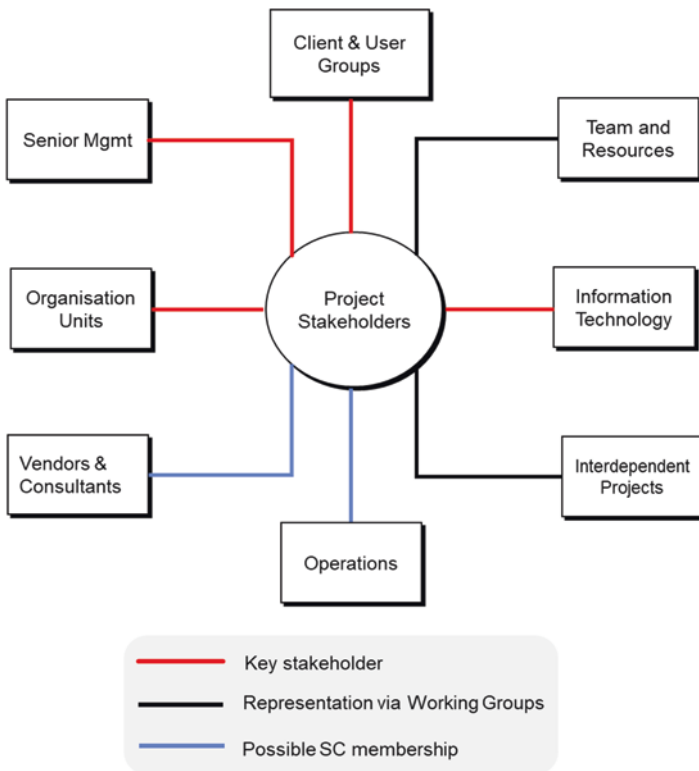 Client & User
Groups
Senior Mgmt
Team and
Resources
Organisation
Units
Project
Stakeholders
Information
Technology
Vendors &
Consultants
Interdependent
Projects
Operations
Key stakeholder
Representation via Working Groups
Possible SC membership